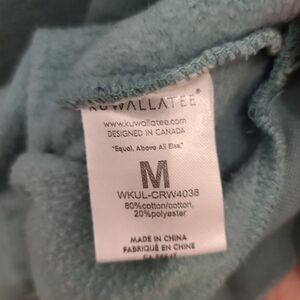 KUWALLATEE®
www.kuwallatee.com
DESIGNED IN CANADA
"Equal. Above All Else."
M
WKUL-CRW4038
80%cotton/cotton,
20%polyester
MADE IN CHINA
FABRIQUÉ EN CHINE